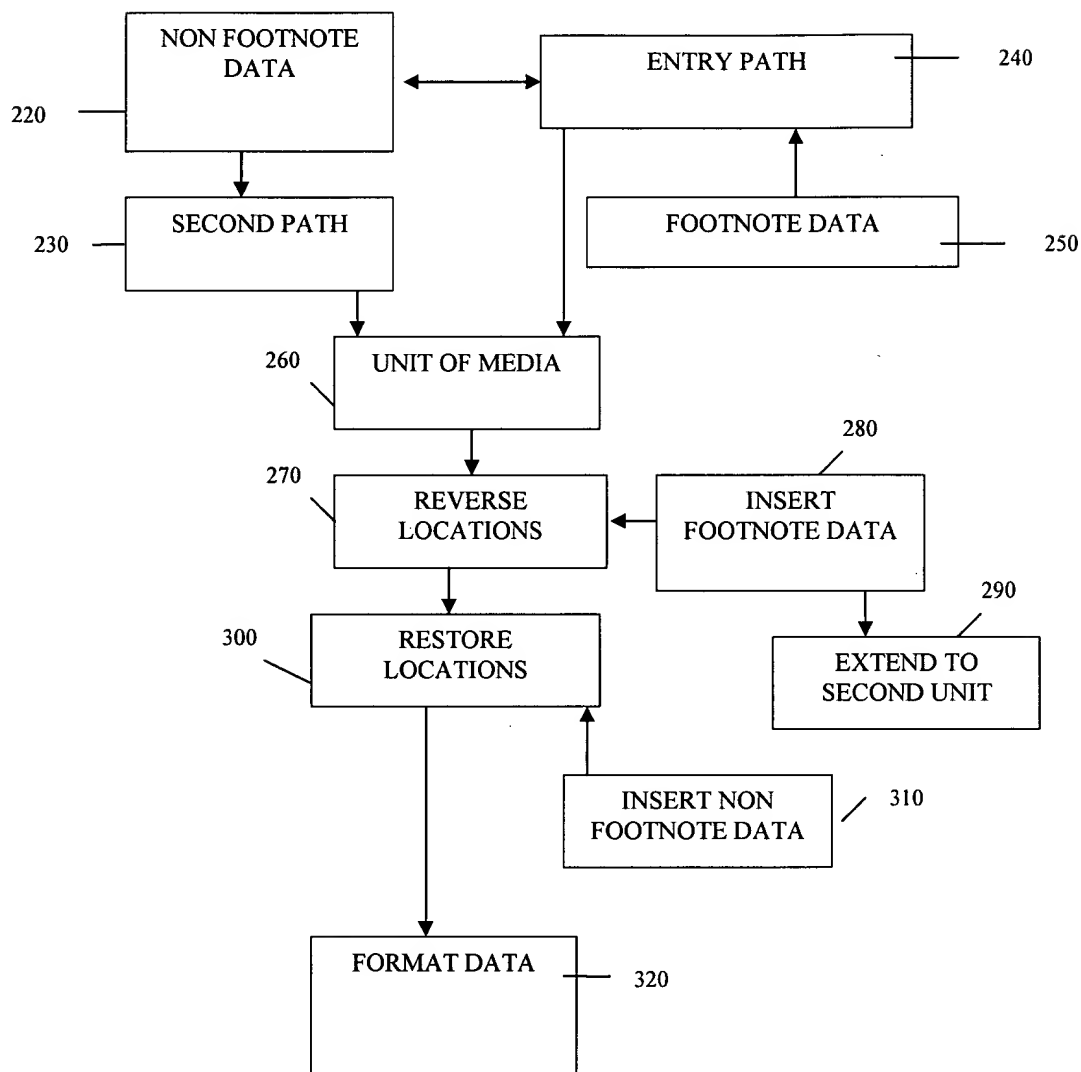 NON FOOTNOTE
DATA
ENTRY PATH
240
220
SECOND PATH
230
FOOTNOTE DATA
250
UNIT OF MEDIA
260
280
270
REVERSE
LOCATIONS
INSERT
FOOTNOTE DATA
290
300
RESTORE
LOCATIONS
EXTEND TO
SECOND UNIT
INSERT NON
FOOTNOTE DATA
310
FORMAT DATA
320